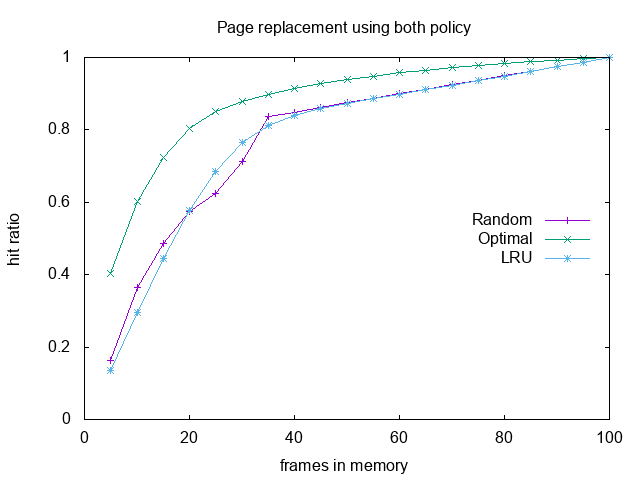 Page replacement using both policy
1
0.8
0.6
0.4
0.2
0
hit ratio
Random
Optimal
LRU
0 20 40 60 80 100
frames in memory